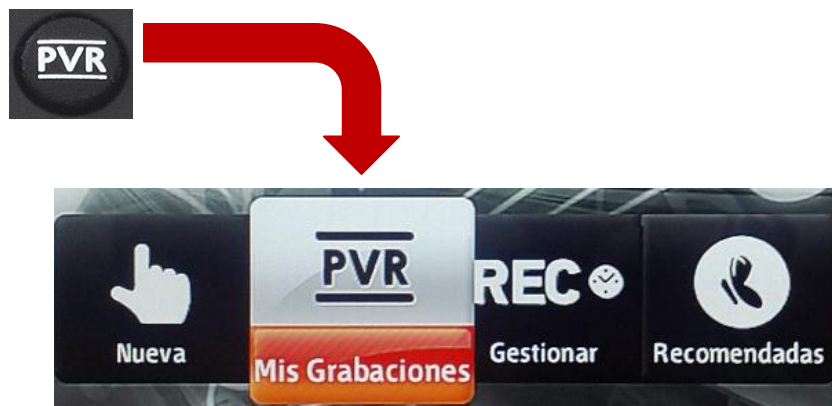 PVR
PVR
REC
Nueva
Mis Grabaciones
Gestionar
Recomendadas